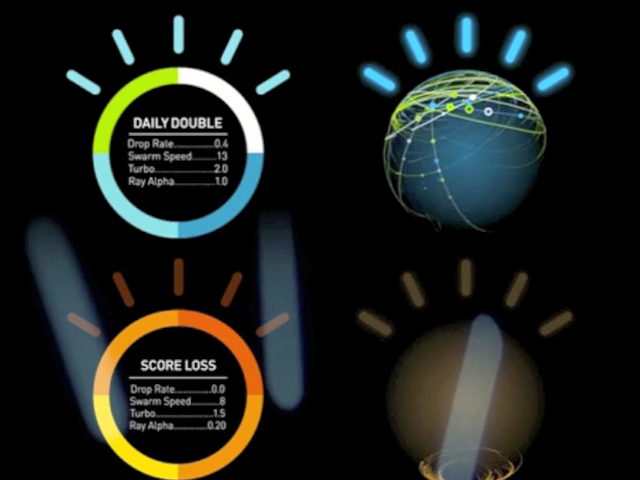 DAILY DOUBLE
Drop Rate..................0.4
Swarm Speed..........13
Turbo......................2.0
Ray Alpha................1.0
SCORE LOSS
Drop Rate.............0.0
Swarm Speed..........8
Turbo......................1.5
Ray Alpha............0.20